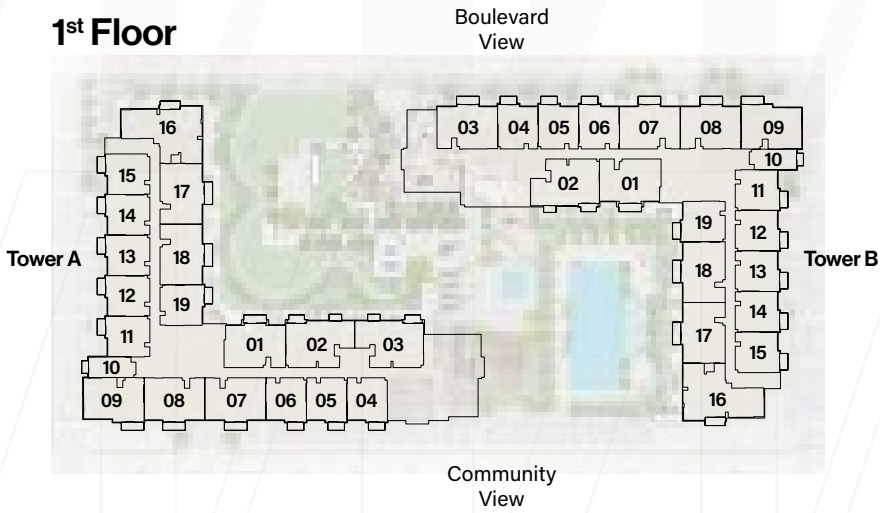 1st Floor
Boulevard
View
16
03 04 05 06 07 08 09
10
15
17
02 01
11
14
19
12
Tower A
13
18
18
13
Tower B
12
19
14
11
01 02 03
17
15
10
09 08 07 06 05 04
16
Community
View